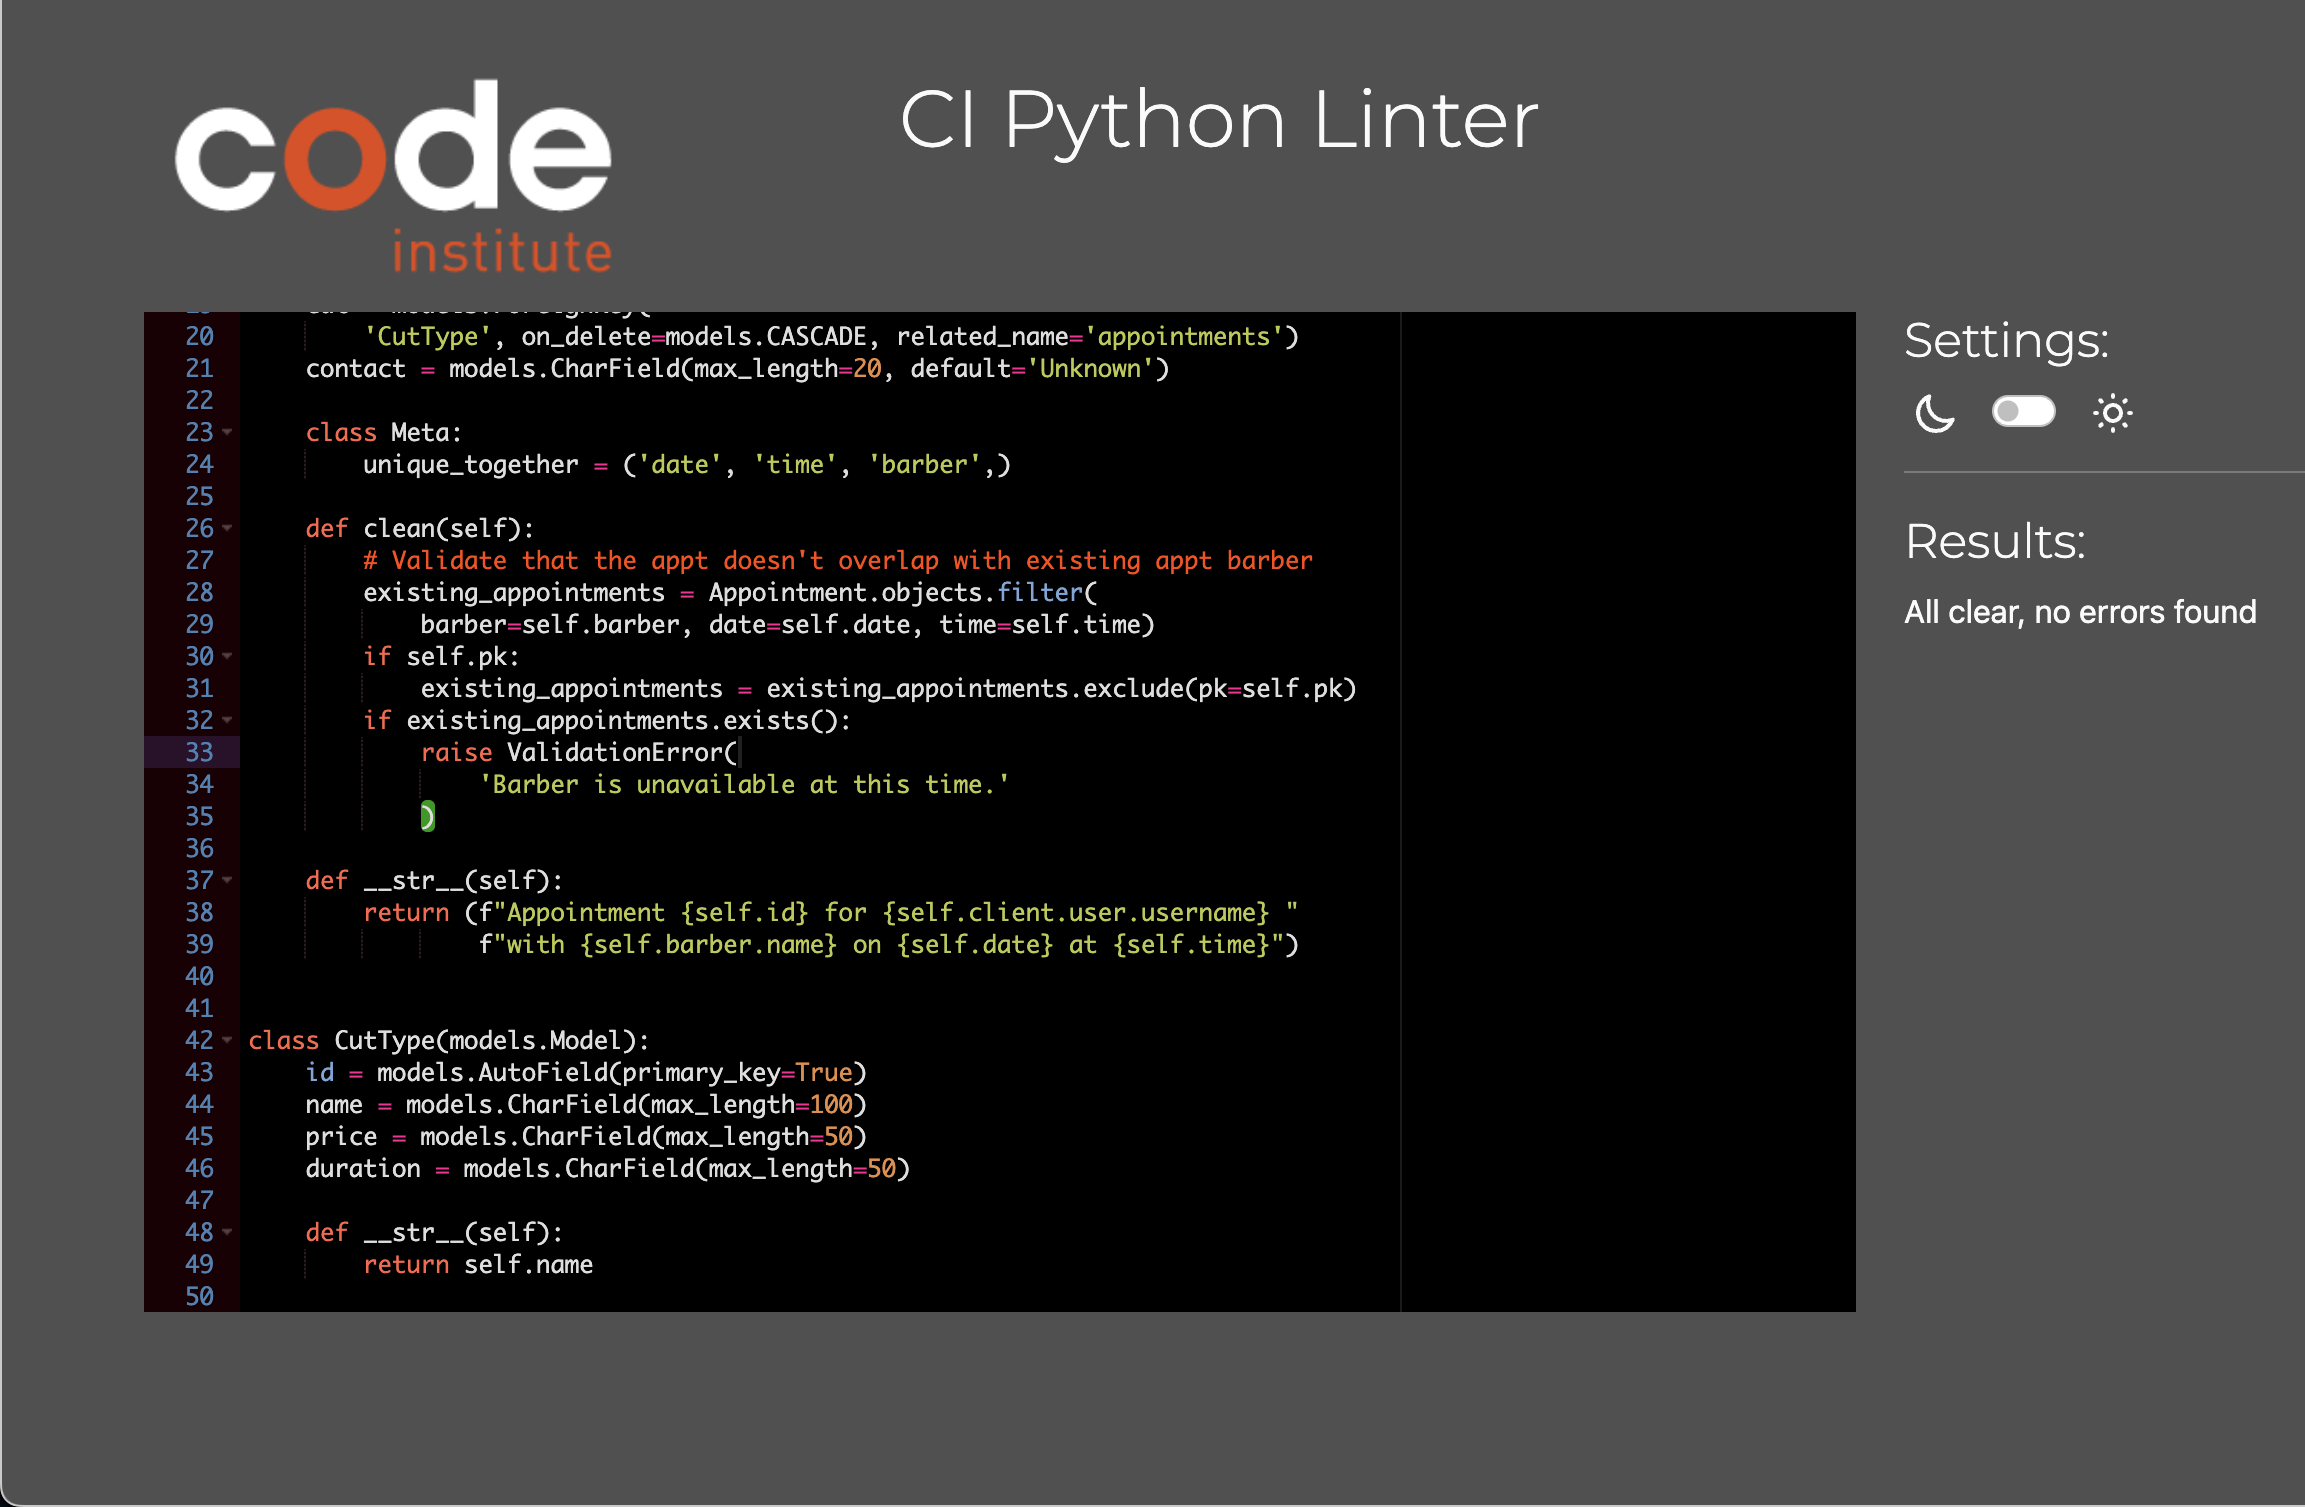 code
institute
CI Python Linter
20 'CutType', on_delete=models.CASCADE, related_name='appointments')
21 contact = models.CharField(max_length=20, default='Unknown')
22
23 class Meta:
24 unique_together = ('date', 'time', 'barber',)
25
26 def clean(self):
27 # Validate that the appt doesn't overlap with existing appt barber
28 existing_appointments = Appointment.objects.filter(
29 barber=self.barber, date=self.date, time=self.time)
30 if self.pk:
31 existing_appointments = existing_appointments.exclude(pk=self.pk)
32 if existing_appointments.exists():
33 raise ValidationError(
34 'Barber is unavailable at this time.'
35 )
36
37 def __str__(self):
38 return (f"Appointment {self.id} for {self.client.user.username} "
39 f"with {self.barber.name} on {self.date} at {self.time}")
40
41
42 class CutType(models.Model):
43 id = models.AutoField(primary_key=True)
44 name = models.CharField(max_length=100)
45 price = models.CharField(max_length=50)
46 duration = models.CharField(max_length=50)
47
48 def __str__(self):
49 return self.name
50
Settings:
Results:
All clear, no errors found